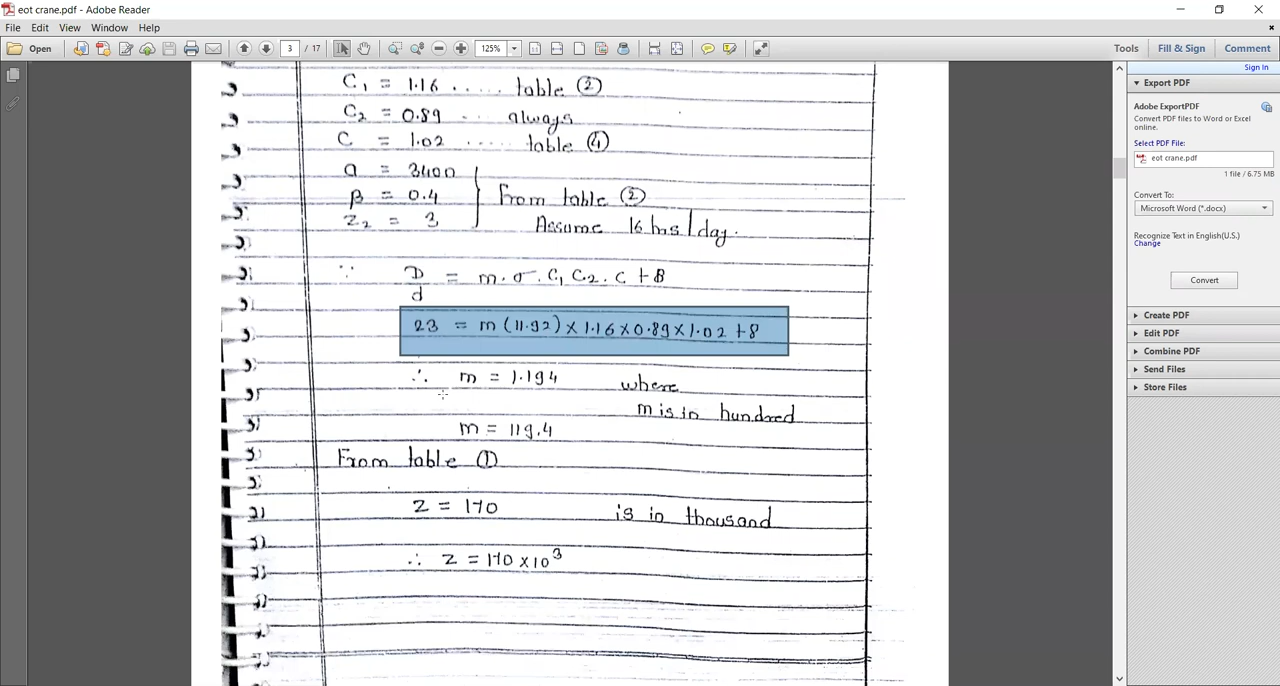 eot crane.pdf - Adobe Reader
File Edit View Window Help
Open 3 / 17 125% Tools Fill & Sign Comment
Sign In
Export PDF
Adobe ExportPDF
Convert PDF files to Word or Excel online.
Select PDF File:
eot crane.pdf
1 file / 6.75 MB
Convert To:
Microsoft Word (*.docx)
Recognize Text in English(U.S.)
Change
Convert
Create PDF
Edit PDF
Combine PDF
Send Files
Store Files
C₁ = 1.16 ..... table ②
C₂ = 0.89 .. always
C = 1.02 ...... table ④
a = 3400
β = 0.4 } From table ②
Z₂ = 3 Assume 16 hrs/day.
∵ D/d = m.σ.C₁ C₂.C + 8
23 = m(11.92) × 1.16 × 0.89 × 1.02 + 8
∴ m = 1.194 where
m is in hundred
m = 119.4
From table ①
Z = 170 is in thousand
∴ Z = 170 × 10³